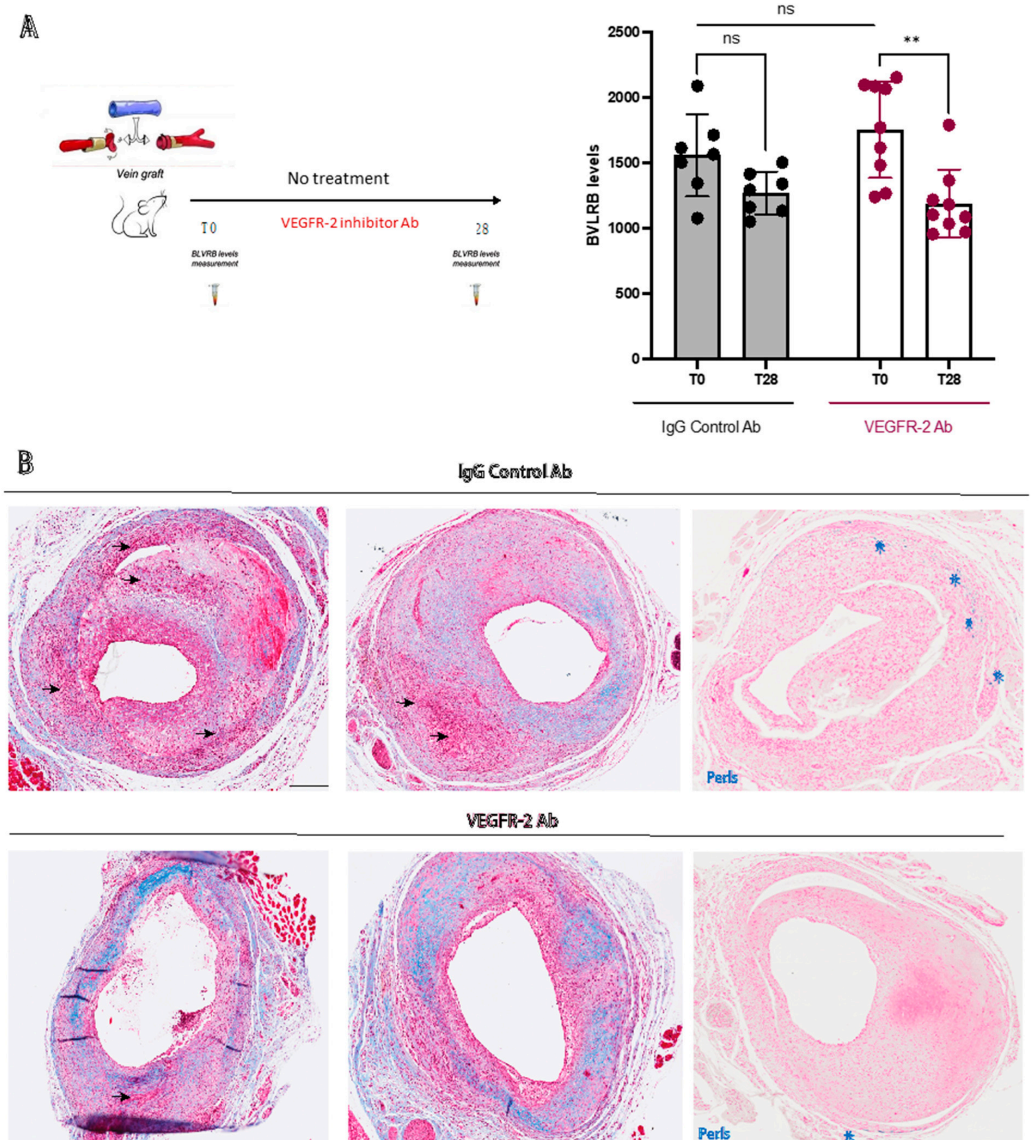 A
Vein graft
No treatment
VEGFR-2 inhibitor Ab
T0
28
BLVRB levels
measurement
BLVRB levels
measurement
ns
ns
**
2500
2000
1500
1000
500
0
BVLRB levels
T0
T28
T0
T28
IgG Control Ab
VEGFR-2 Ab
B
IgG Control Ab
Perls
VEGFR-2 Ab
Perls